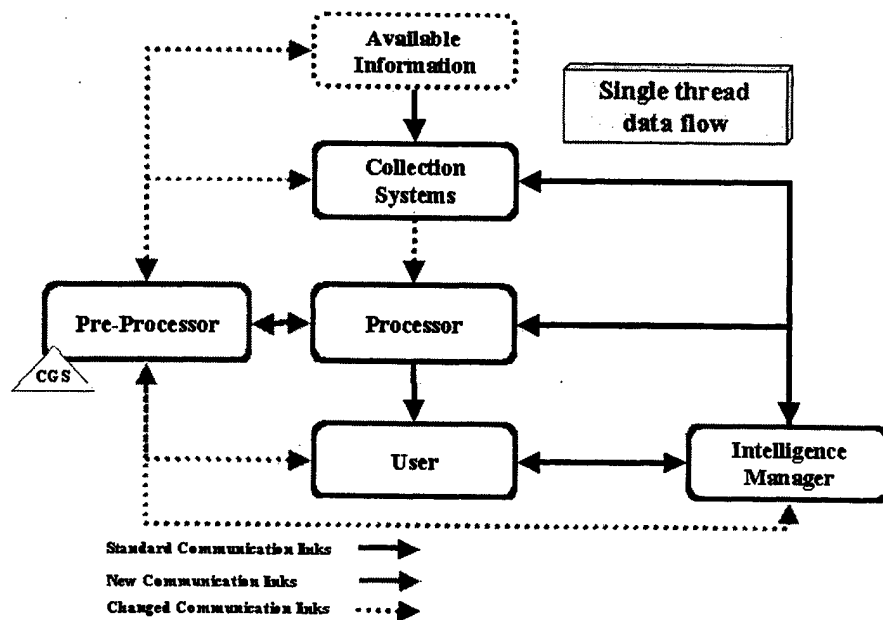 Available
Information
Single thread
data flow
Collection
Systems
Pre-Processor
Processor
CGS
User
Intelligence
Manager
Standard Communication links
New Communication links
Changed Communication links